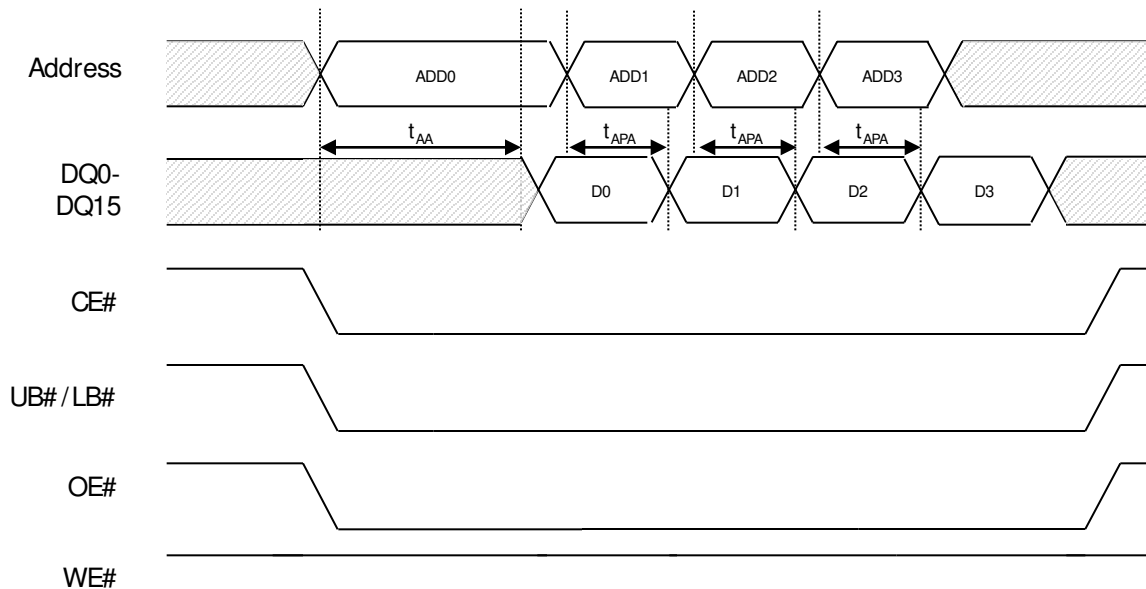 Address
ADD0
ADD1
ADD2
ADD3
tAA
tAPA
tAPA
tAPA
DQ0-
DQ15
D0
D1
D2
D3
CE#
UB# / LB#
OE#
WE#